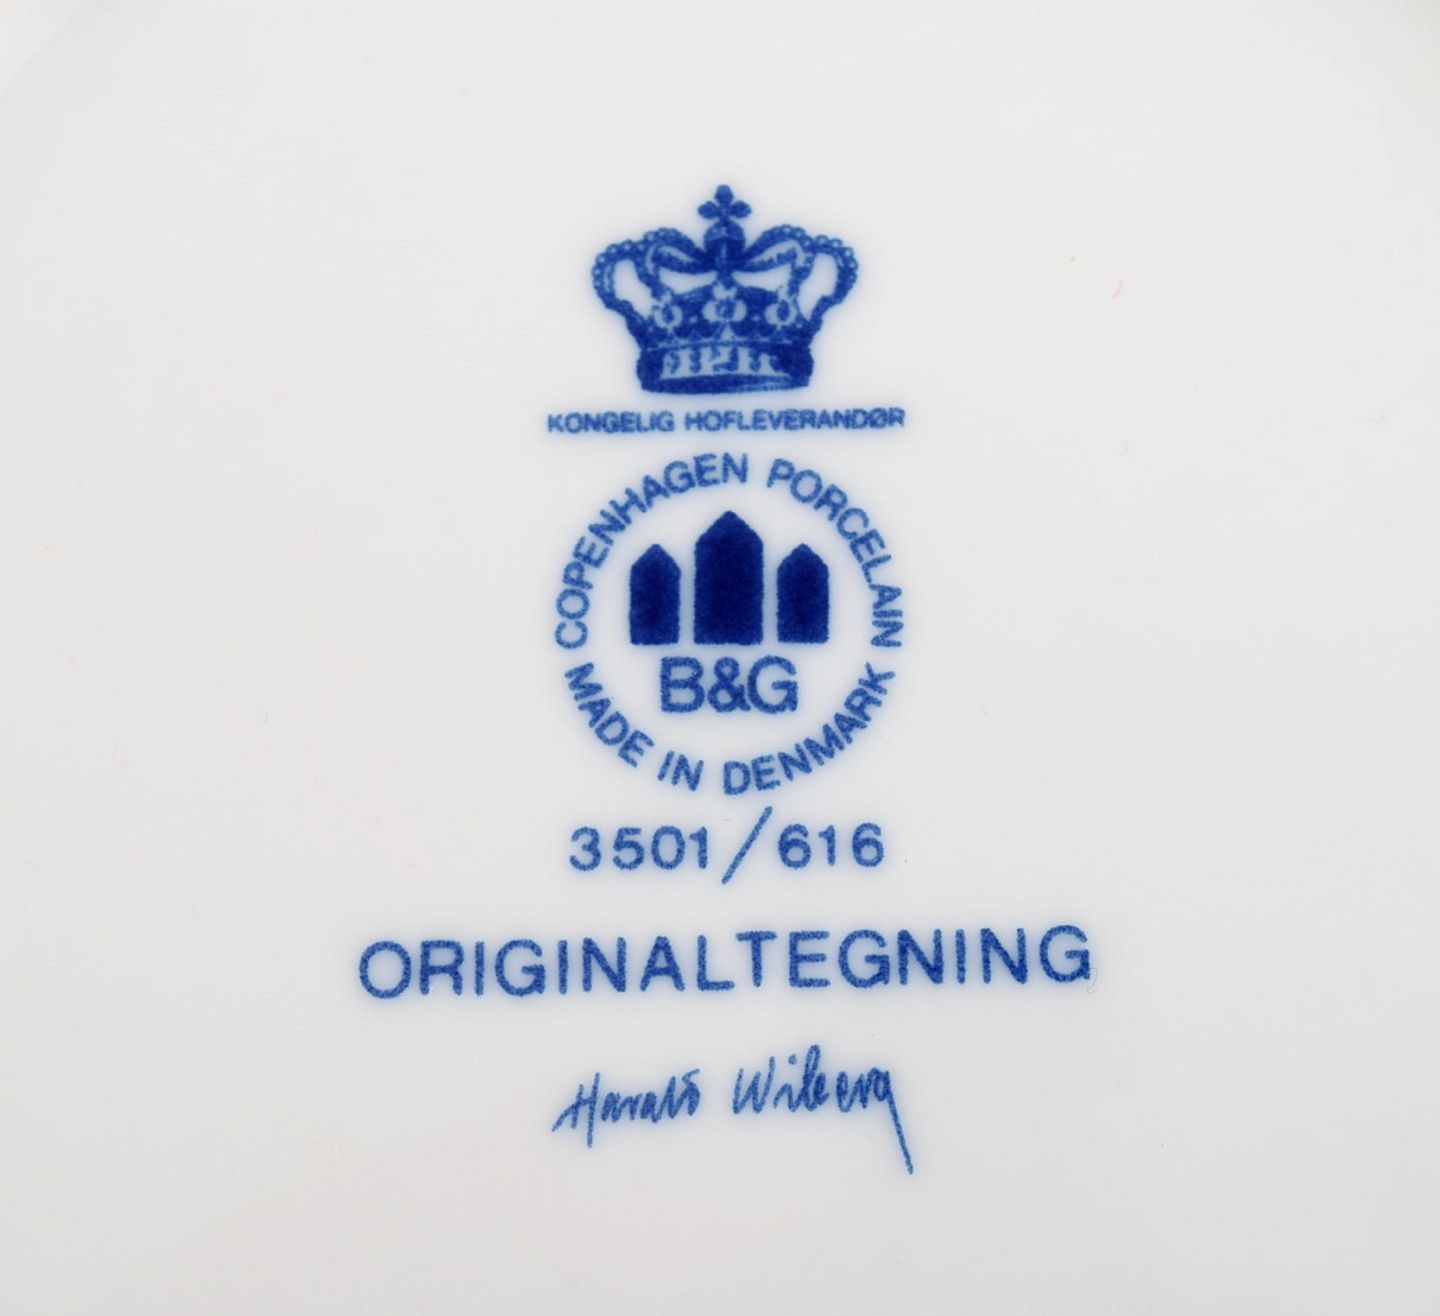 KONGELIG HOFLEVERANDØR
COPENHAGEN PORCELAIN
B&G
MADE IN DENMARK
3501/616
ORIGINALTEGNING
Harald Wiberg